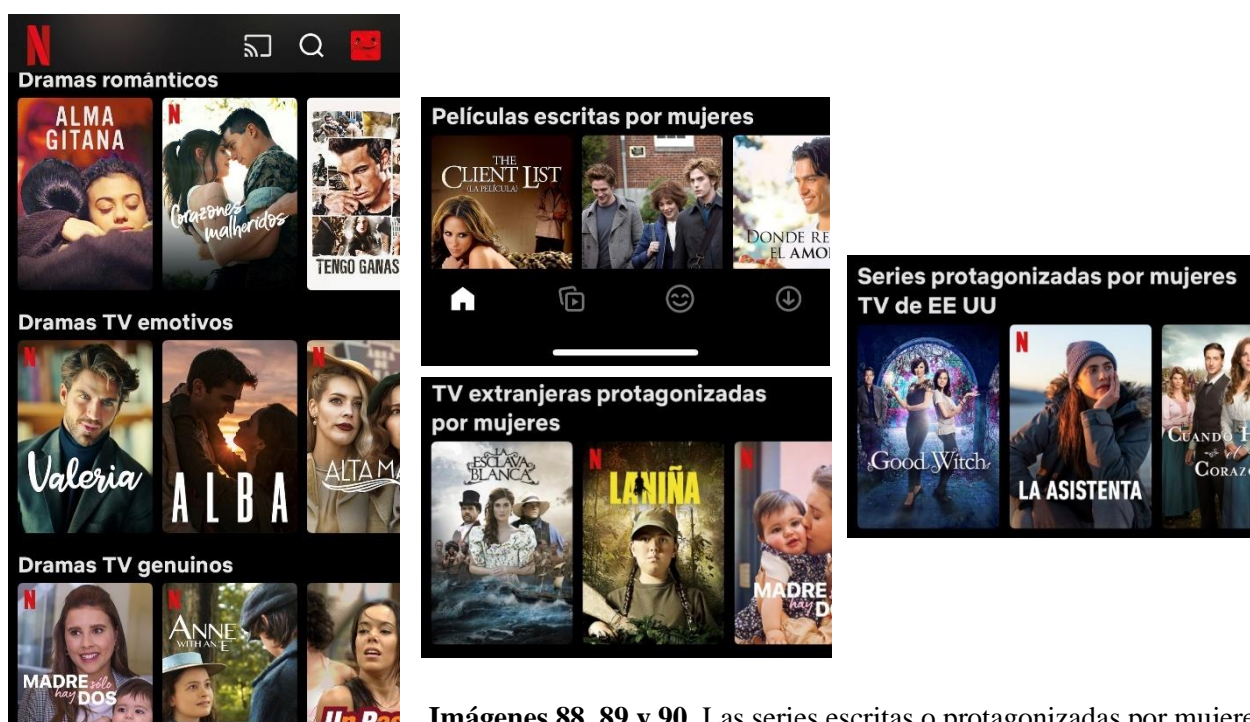 Dramas románticos
ALMA
GITANA
Corazones
malheridos
TENGO GANAS
Dramas TV emotivos
Valeria
ALBA
ALTA
Dramas TV genuinos
MADRE sólo
hay DOS
ANNE
WITH AN E
Películas escritas por mujeres
THE
CLIENT LIST
(LA PELÍCULA)
DONDE
EL
TV extranjeras protagonizadas
por mujeres
LA
ESCLAVA
BLANCA
LA NIÑA
MADRE
hay
Series protagonizadas por mujeres
TV de EE UU
Good Witch
LA ASISTENTA
CUANDO
el
Imágenes 88, 89 y 90. Las series escritas o protagonizadas por mujere